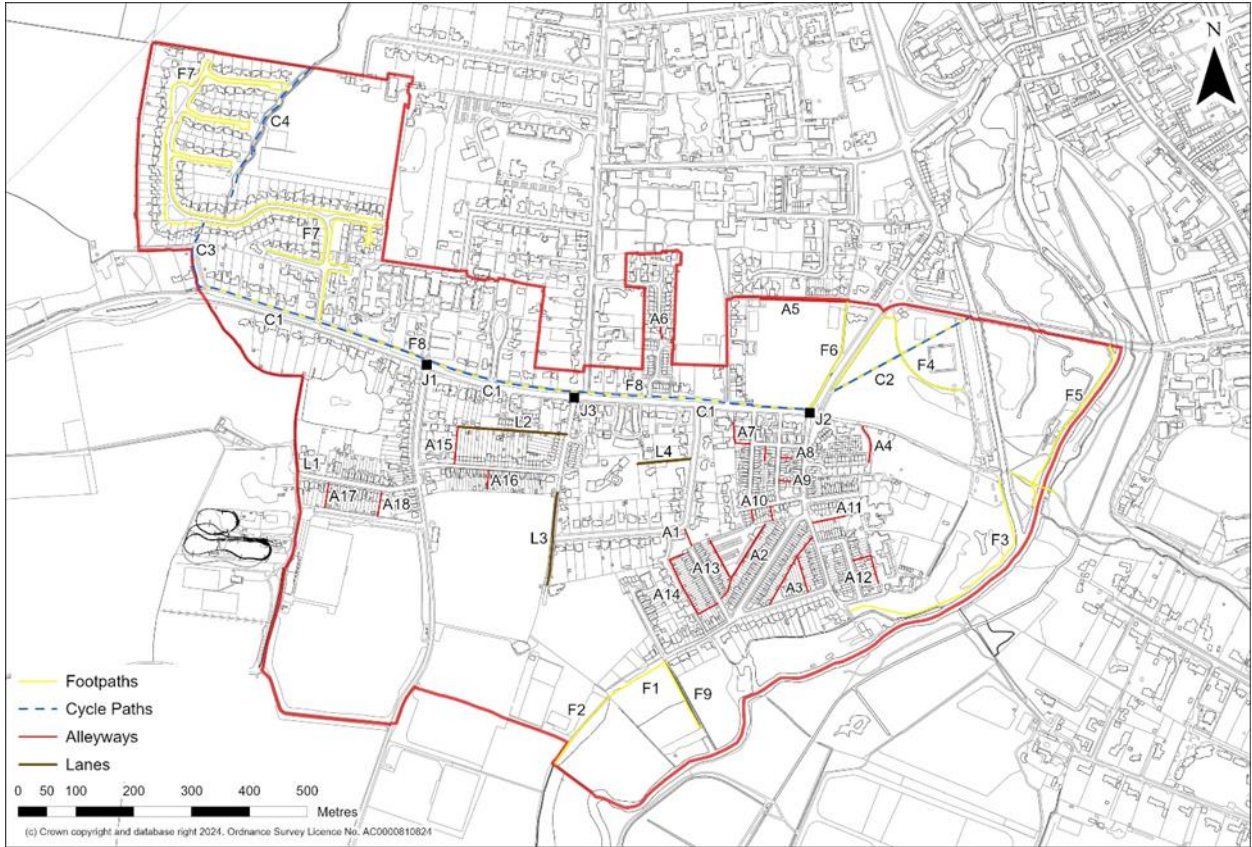 N
F7
C4
F7
C3
A5
A6
C1
F8
F6
F4
C2
F5
J1
C1
F8
J3
C1
J2
L2
A7
A4
A15
L4
A8
L1
A16
A9
A17
A18
A10
A11
L3
A1
A2
F3
A13
A12
A14
A3
F1
F9
F2
Footpaths
Cycle Paths
Alleyways
Lanes
0 50 100 200 300 400 500 Metres
(c) Crown copyright and database right 2024. Ordnance Survey Licence No. AC0000810824